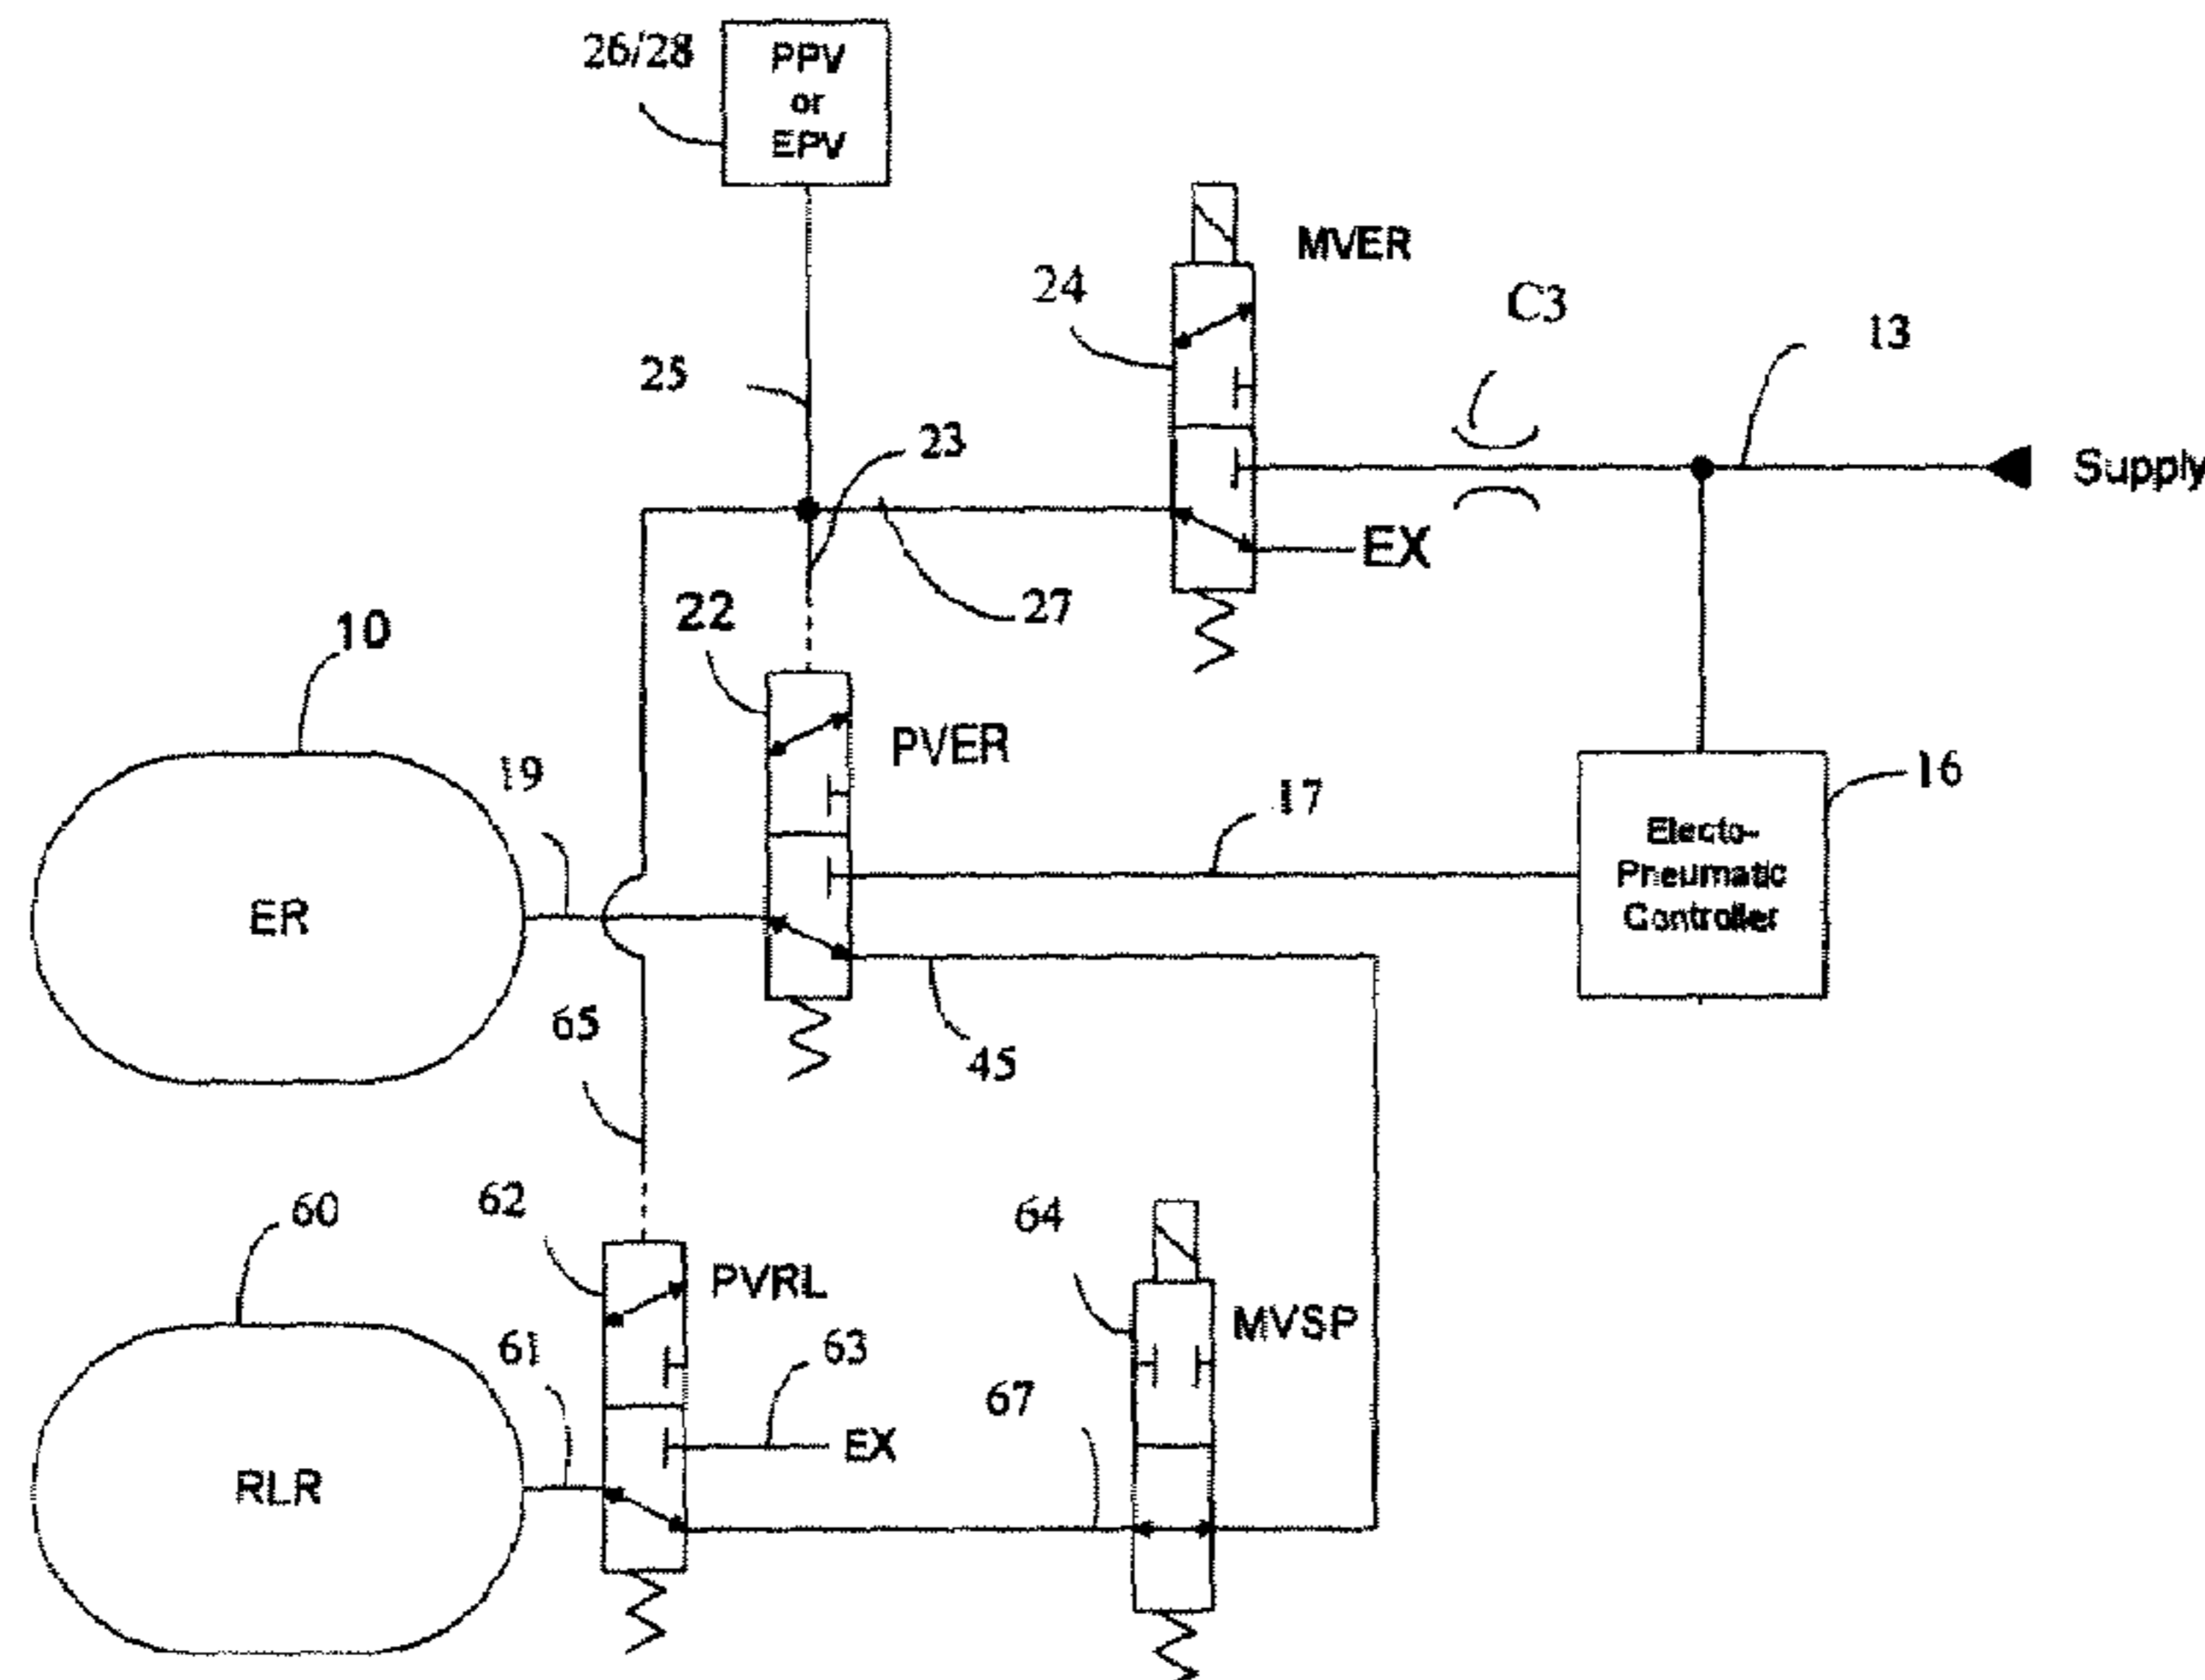 26/28
PPV
or
EPV
MVER
24
C3
13
25
23
Supply
EX
27
22
10
PVER
19
17
16
Electo-
Pneumatic
Controller
ER
65
45
62
60
64
PVRL
MVSP
61
63
67
EX
RLR